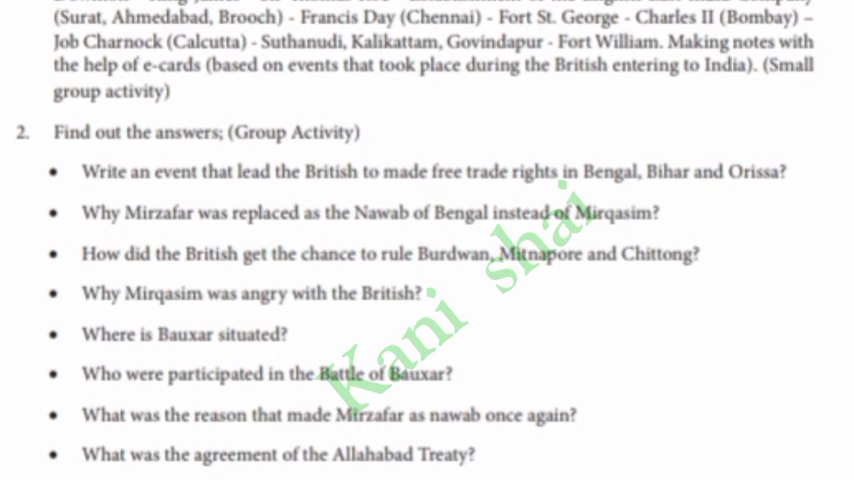 (Surat, Ahmedabad, Brooch) - Francis Day (Chennai) - Fort St. George - Charles II (Bombay) –
Job Charnock (Calcutta) - Suthanudi, Kalikattam, Govindapur - Fort William. Making notes with
the help of e-cards (based on events that took place during the British entering to India). (Small
group activity)
2. Find out the answers; (Group Activity)
• Write an event that lead the British to made free trade rights in Bengal, Bihar and Orissa?
• Why Mirzafar was replaced as the Nawab of Bengal instead of Mirqasim?
• How did the British get the chance to rule Burdwan, Mitnapore and Chittong?
• Why Mirqasim was angry with the British?
• Where is Bauxar situated?
• Who were participated in the Battle of Bauxar?
• What was the reason that made Mirzafar as nawab once again?
• What was the agreement of the Allahabad Treaty?
Kani shai